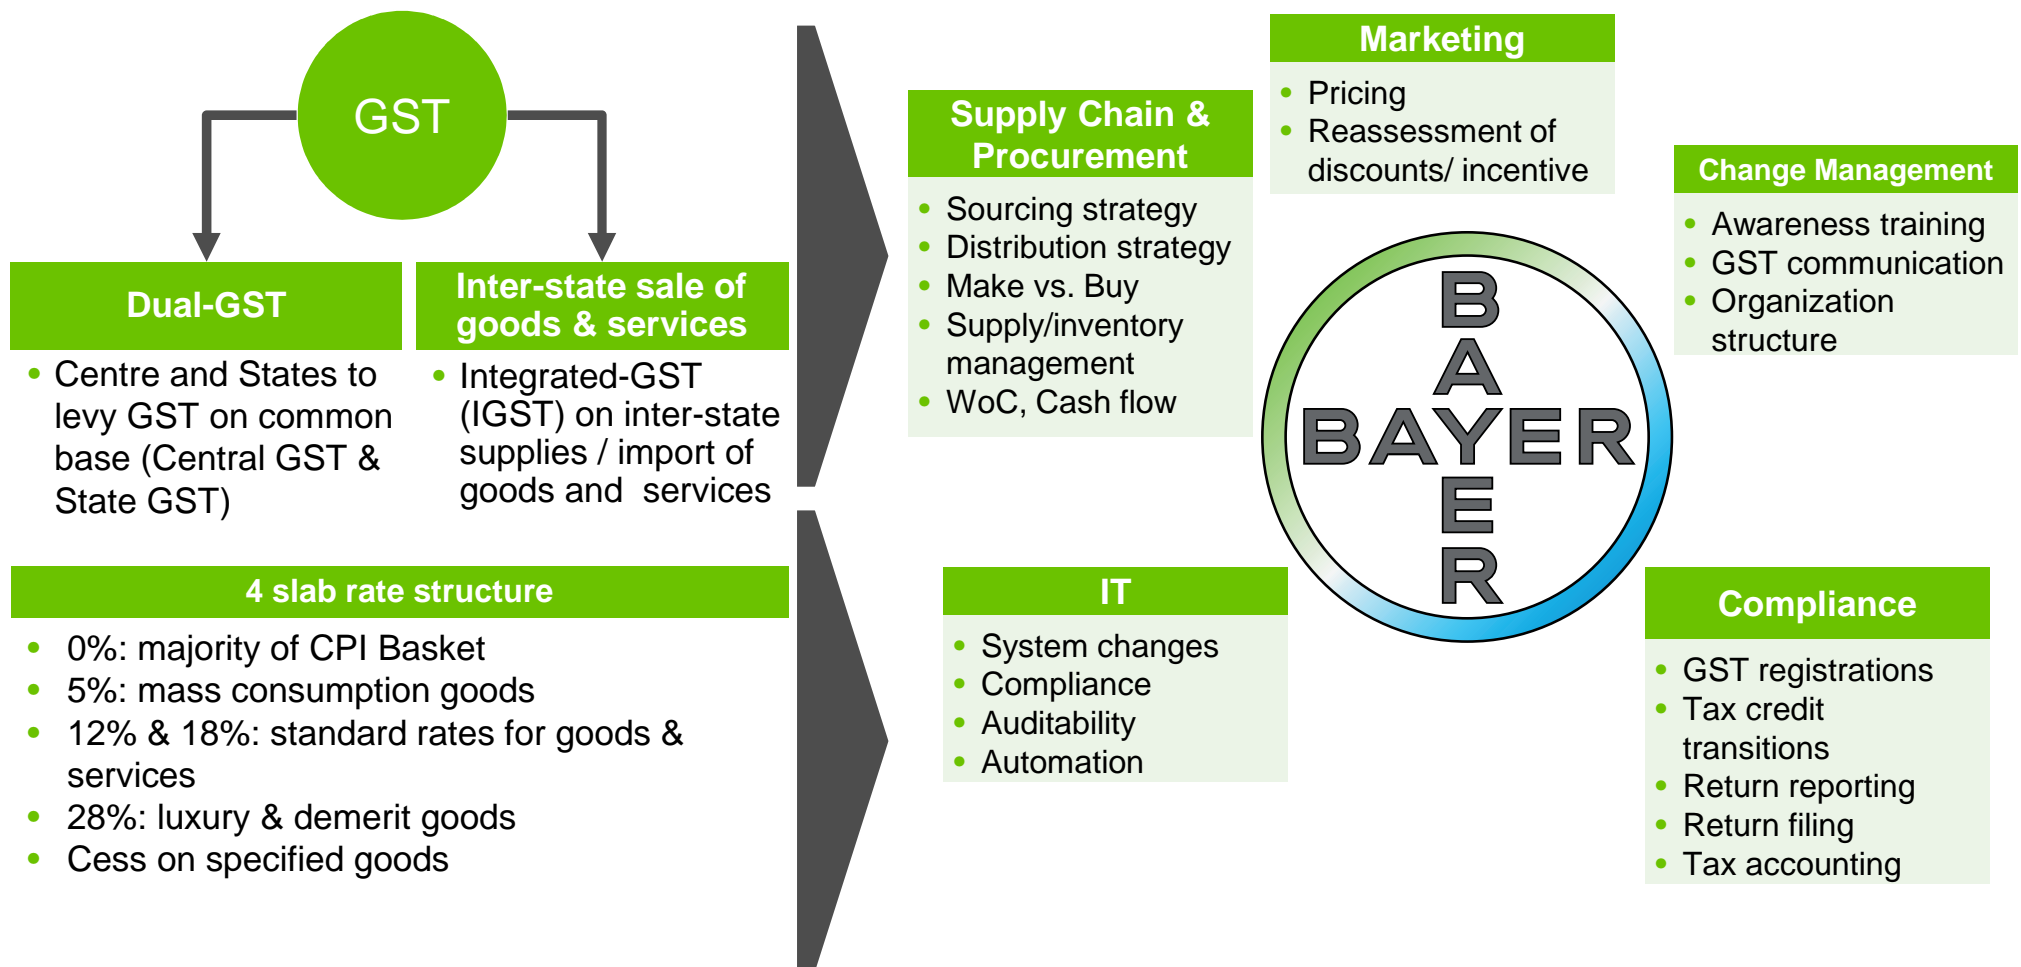 GST
Dual-GST
• Centre and States to
levy GST on common
base (Central GST &
State GST)
Inter-state sale of
goods & services
• Integrated-GST
(IGST) on inter-state
supplies / import of
goods and services
4 slab rate structure
• 0%: majority of CPI Basket
• 5%: mass consumption goods
• 12% & 18%: standard rates for goods &
services
• 28%: luxury & demerit goods
• Cess on specified goods
Supply Chain &
Procurement
• Sourcing strategy
• Distribution strategy
• Make vs. Buy
• Supply/inventory
management
• WoC, Cash flow
Marketing
• Pricing
• Reassessment of
discounts/ incentive
Change Management
• Awareness training
• GST communication
• Organization
structure
BAYER
BAYER
IT
• System changes
• Compliance
• Auditability
• Automation
Compliance
• GST registrations
• Tax credit
transitions
• Return reporting
• Return filing
• Tax accounting